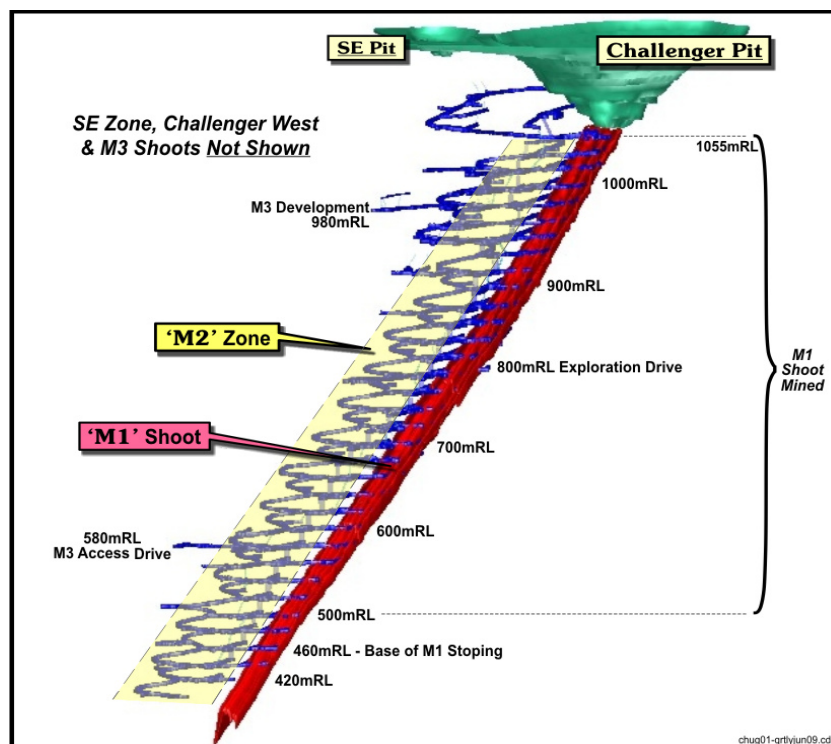 SE Pit
Challenger Pit
SE Zone, Challenger West
& M3 Shoots Not Shown
1055mRL
1000mRL
M3 Development
980mRL
900mRL
'M2' Zone
800mRL Exploration Drive
M1
Shoot
Mined
'M1' Shoot
700mRL
580mRL
M3 Access Drive
600mRL
500mRL
460mRL - Base of M1 Stoping
420mRL
chug01-qrtlyjun09.cd